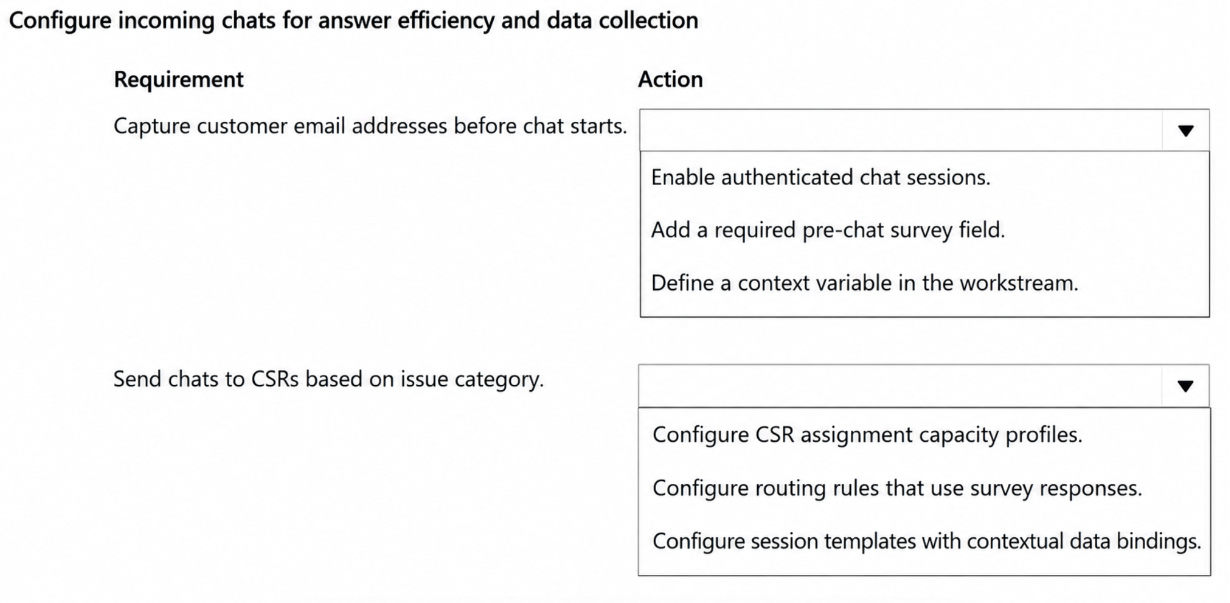 Configure incoming chats for answer efficiency and data collection
Requirement Action
Capture customer email addresses before chat starts.
Enable authenticated chat sessions.
Add a required pre-chat survey field.
Define a context variable in the workstream.
Send chats to CSRs based on issue category.
Configure CSR assignment capacity profiles.
Configure routing rules that use survey responses.
Configure session templates with contextual data bindings.